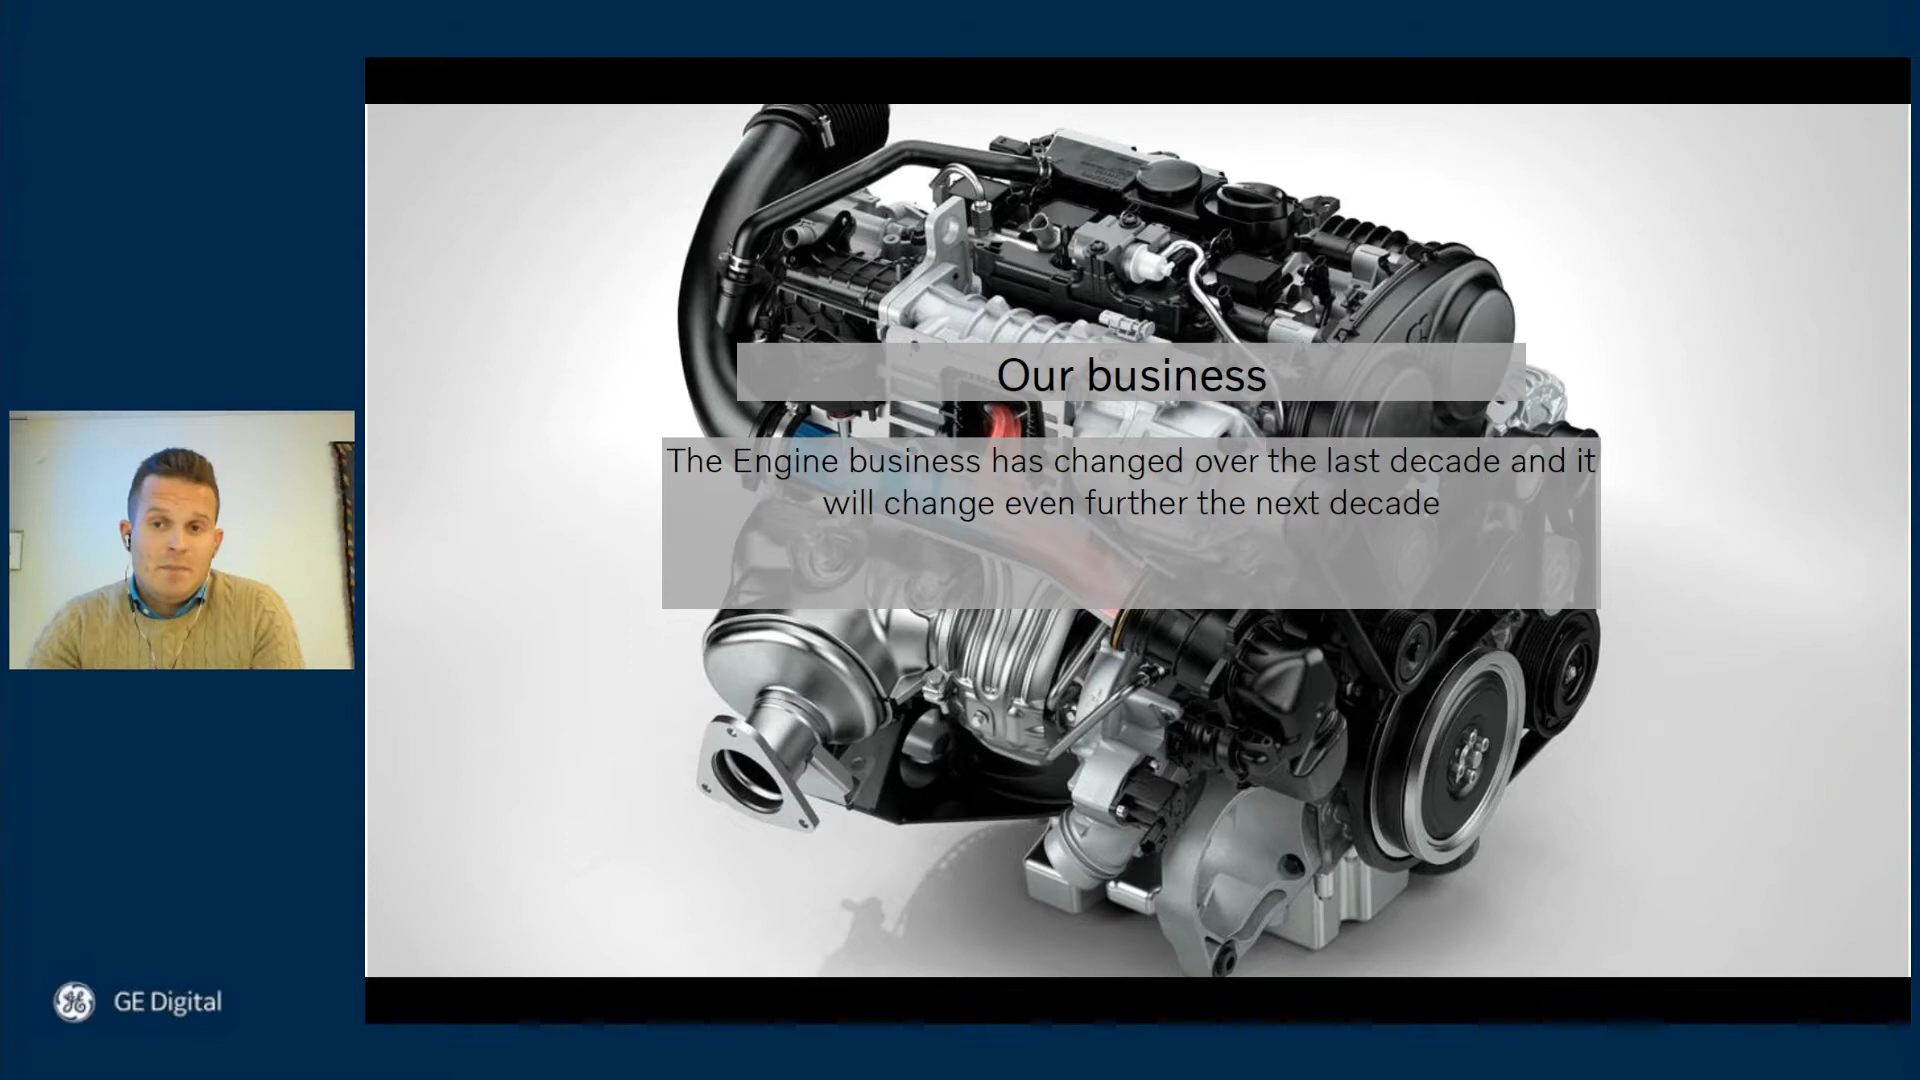 Our business
The Engine business has changed over the last decade and it
will change even further the next decade
GE Digital